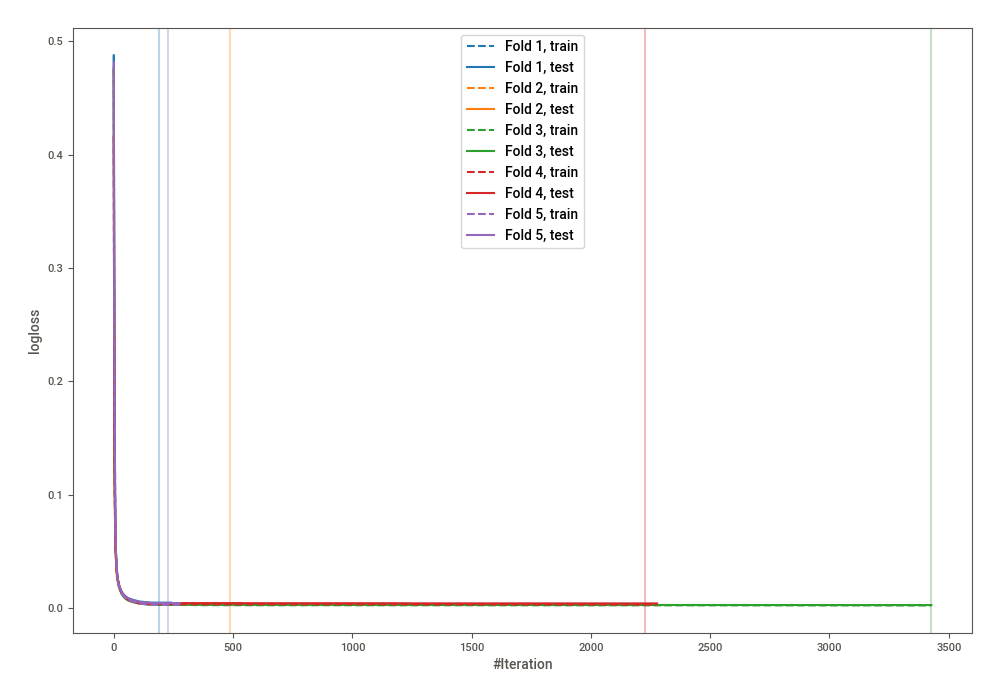 0.5
0.4
0.3
0.2
0.1
0.0
logloss
Fold 1, train
Fold 1, test
Fold 2, train
Fold 2, test
Fold 3, train
Fold 3, test
Fold 4, train
Fold 4, test
Fold 5, train
Fold 5, test
0 500 1000 1500 2000 2500 3000 3500
#Iteration